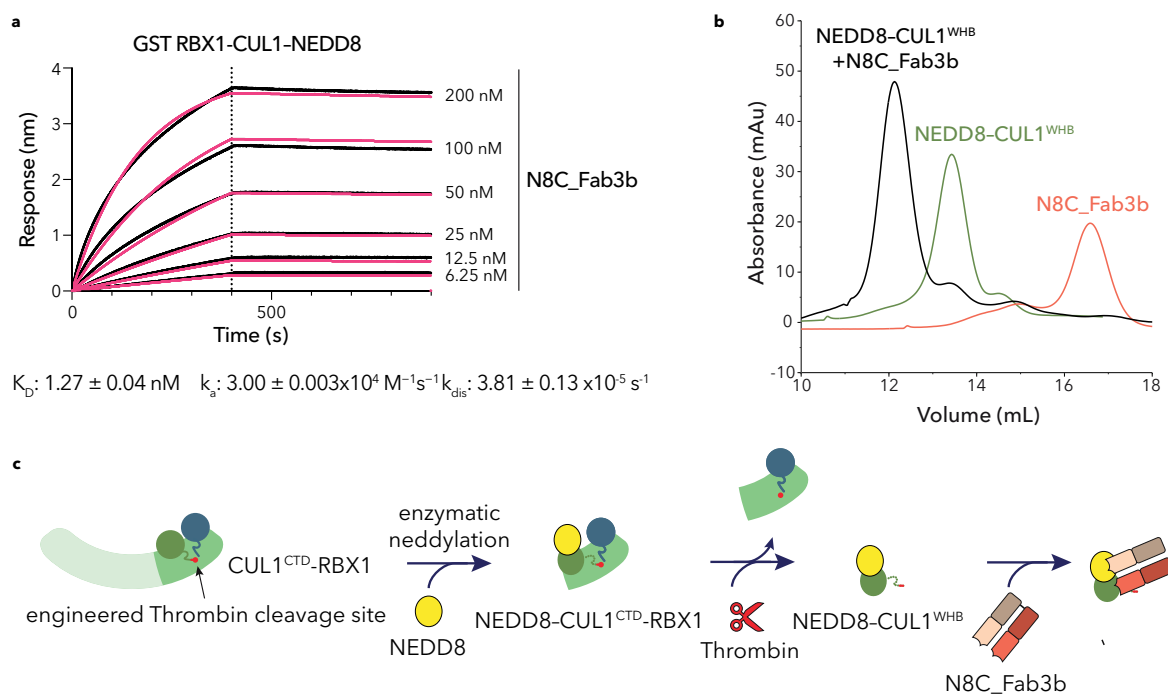 a
GST RBX1-CUL1–NEDD8
4
3
2
1
0
Response (nm)
0
500
Time (s)
200 nM
100 nM
50 nM
25 nM
12.5 nM
6.25 nM
N8C_Fab3b
K_D: 1.27 ± 0.04 nM k_a: 3.00 ± 0.003x10⁴ M⁻¹s⁻¹ k_dis: 3.81 ± 0.13 x10⁻⁵ s⁻¹
b
60
50
40
30
20
10
0
-10
Absorbance (mAu)
NEDD8–CUL1^WHB
+N8C_Fab3b
NEDD8–CUL1^WHB
N8C_Fab3b
10
12
14
16
18
Volume (mL)
c
CUL1^CTD-RBX1
engineered Thrombin cleavage site
enzymatic
neddylation
NEDD8
NEDD8–CUL1^CTD-RBX1
Thrombin
NEDD8–CUL1^WHB
N8C_Fab3b